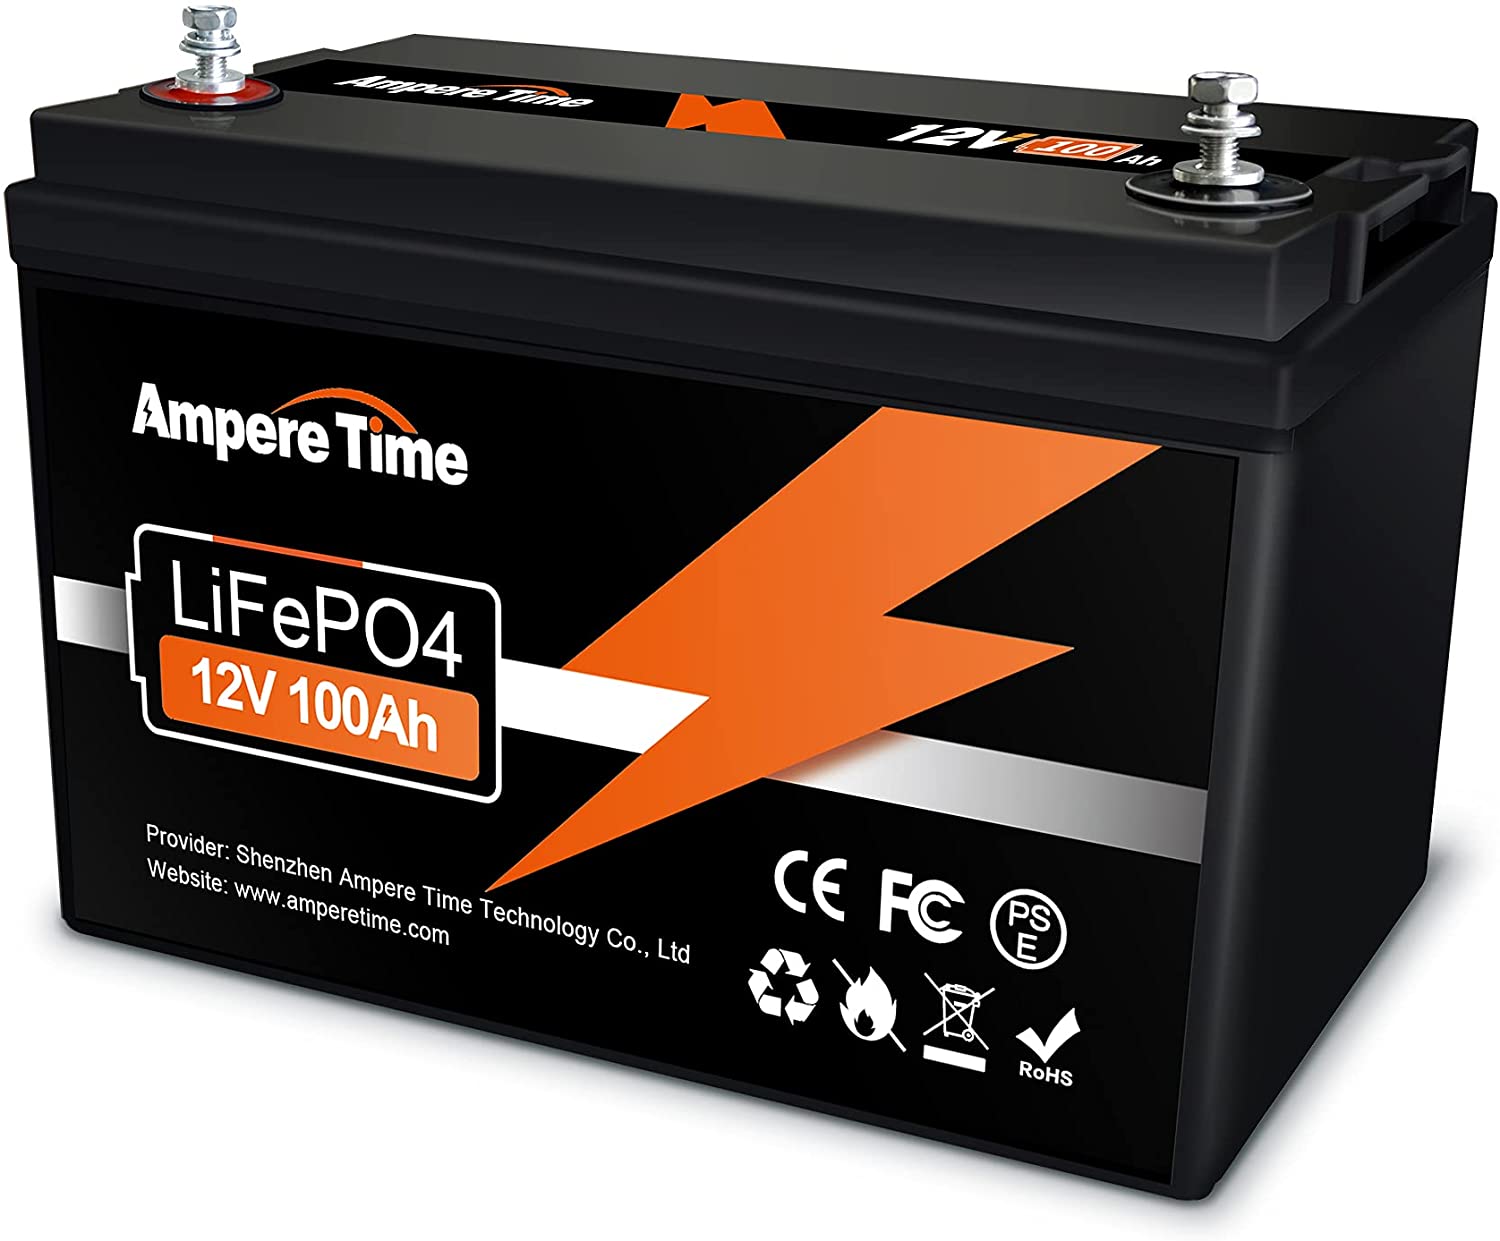 Ampere Time
12V 100Ah
Ampere Time
LiFePO4
12V 100Ah
Provider: Shenzhen Ampere Time Technology Co., Ltd
Website: www.amperetime.com
CE FC PS
E
RoHS